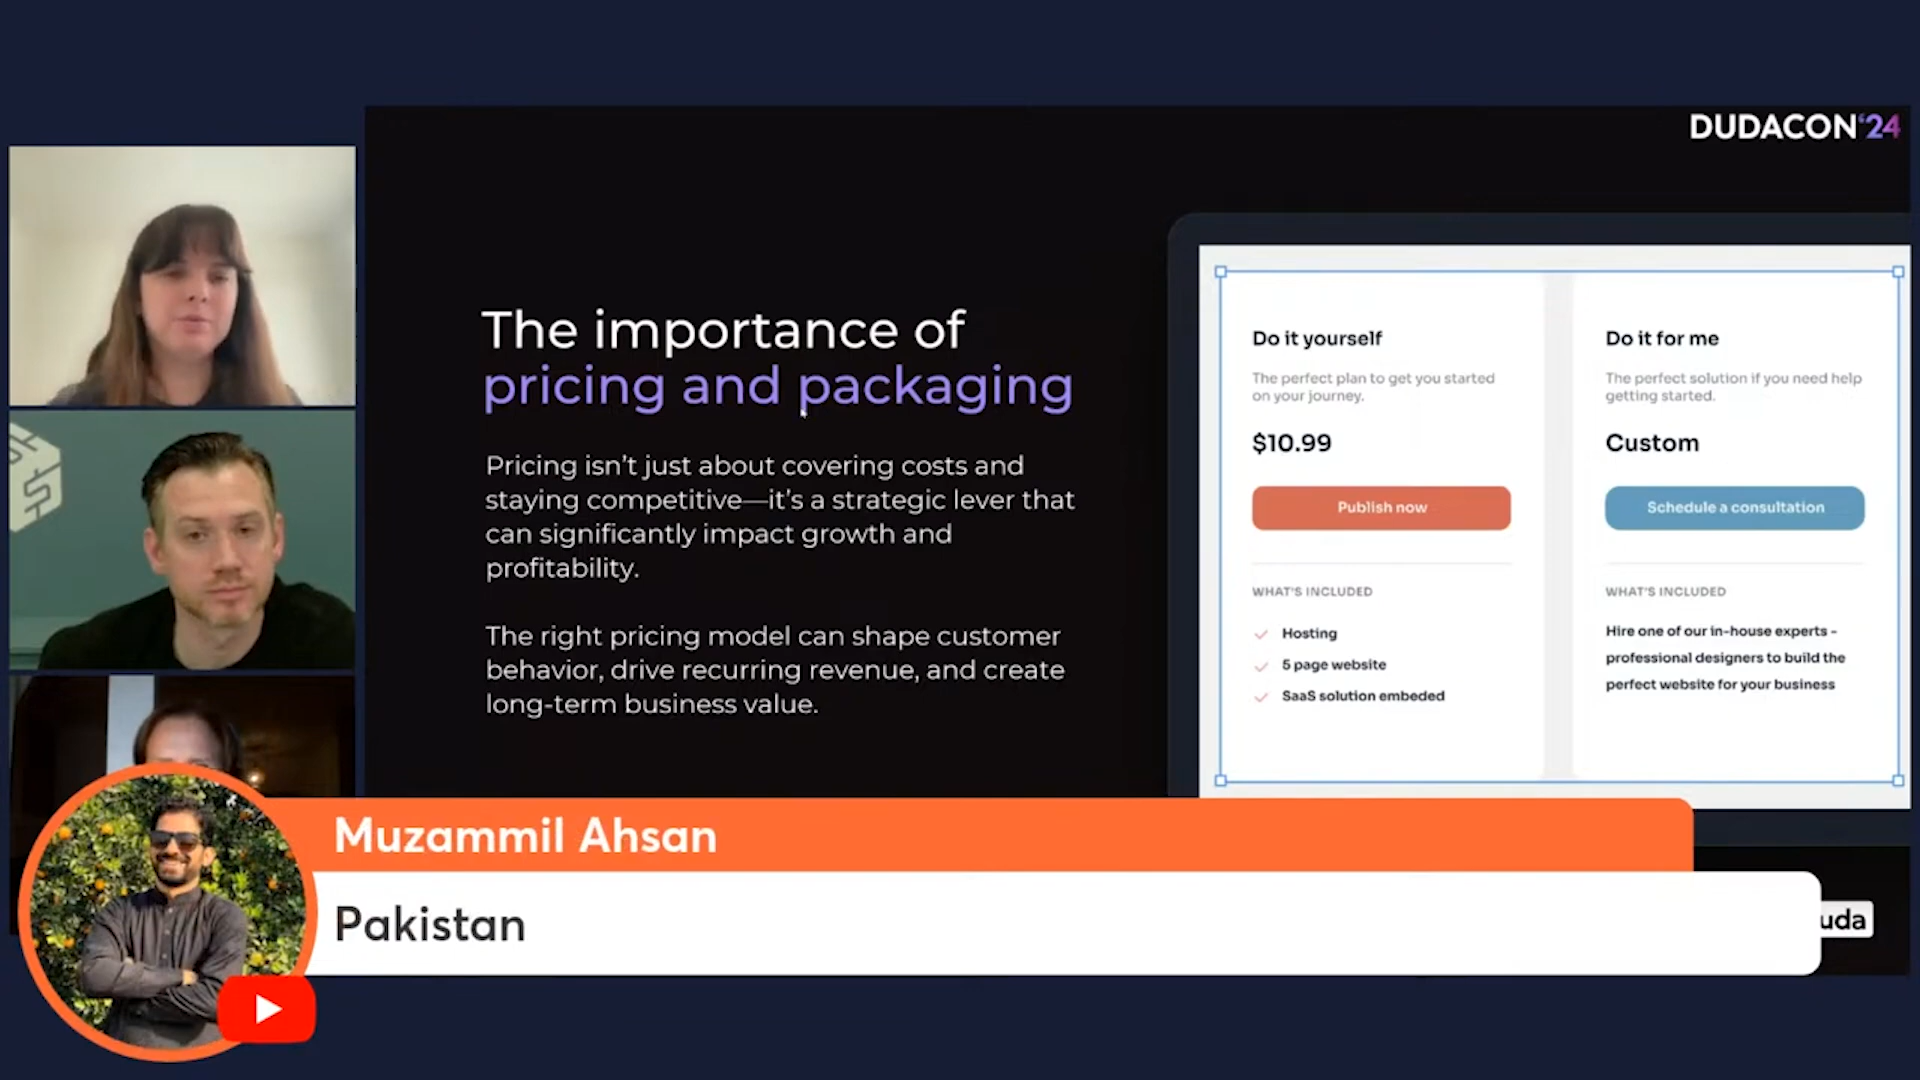 DUDACON'24
The importance of
pricing and packaging
Pricing isn't just about covering costs and
staying competitive—it's a strategic lever that
can significantly impact growth and
profitability.
The right pricing model can shape customer
behavior, drive recurring revenue, and create
long-term business value.
Do it yourself
The perfect plan to get you started
on your journey.
$10.99
Publish now
WHAT'S INCLUDED
Hosting
5 page website
SaaS solution embeded
Do it for me
The perfect solution if you need help
getting started.
Custom
Schedule a consultation
WHAT'S INCLUDED
Hire one of our in-house experts -
professional designers to build the
perfect website for your business
Muzammil Ahsan
Pakistan
uda